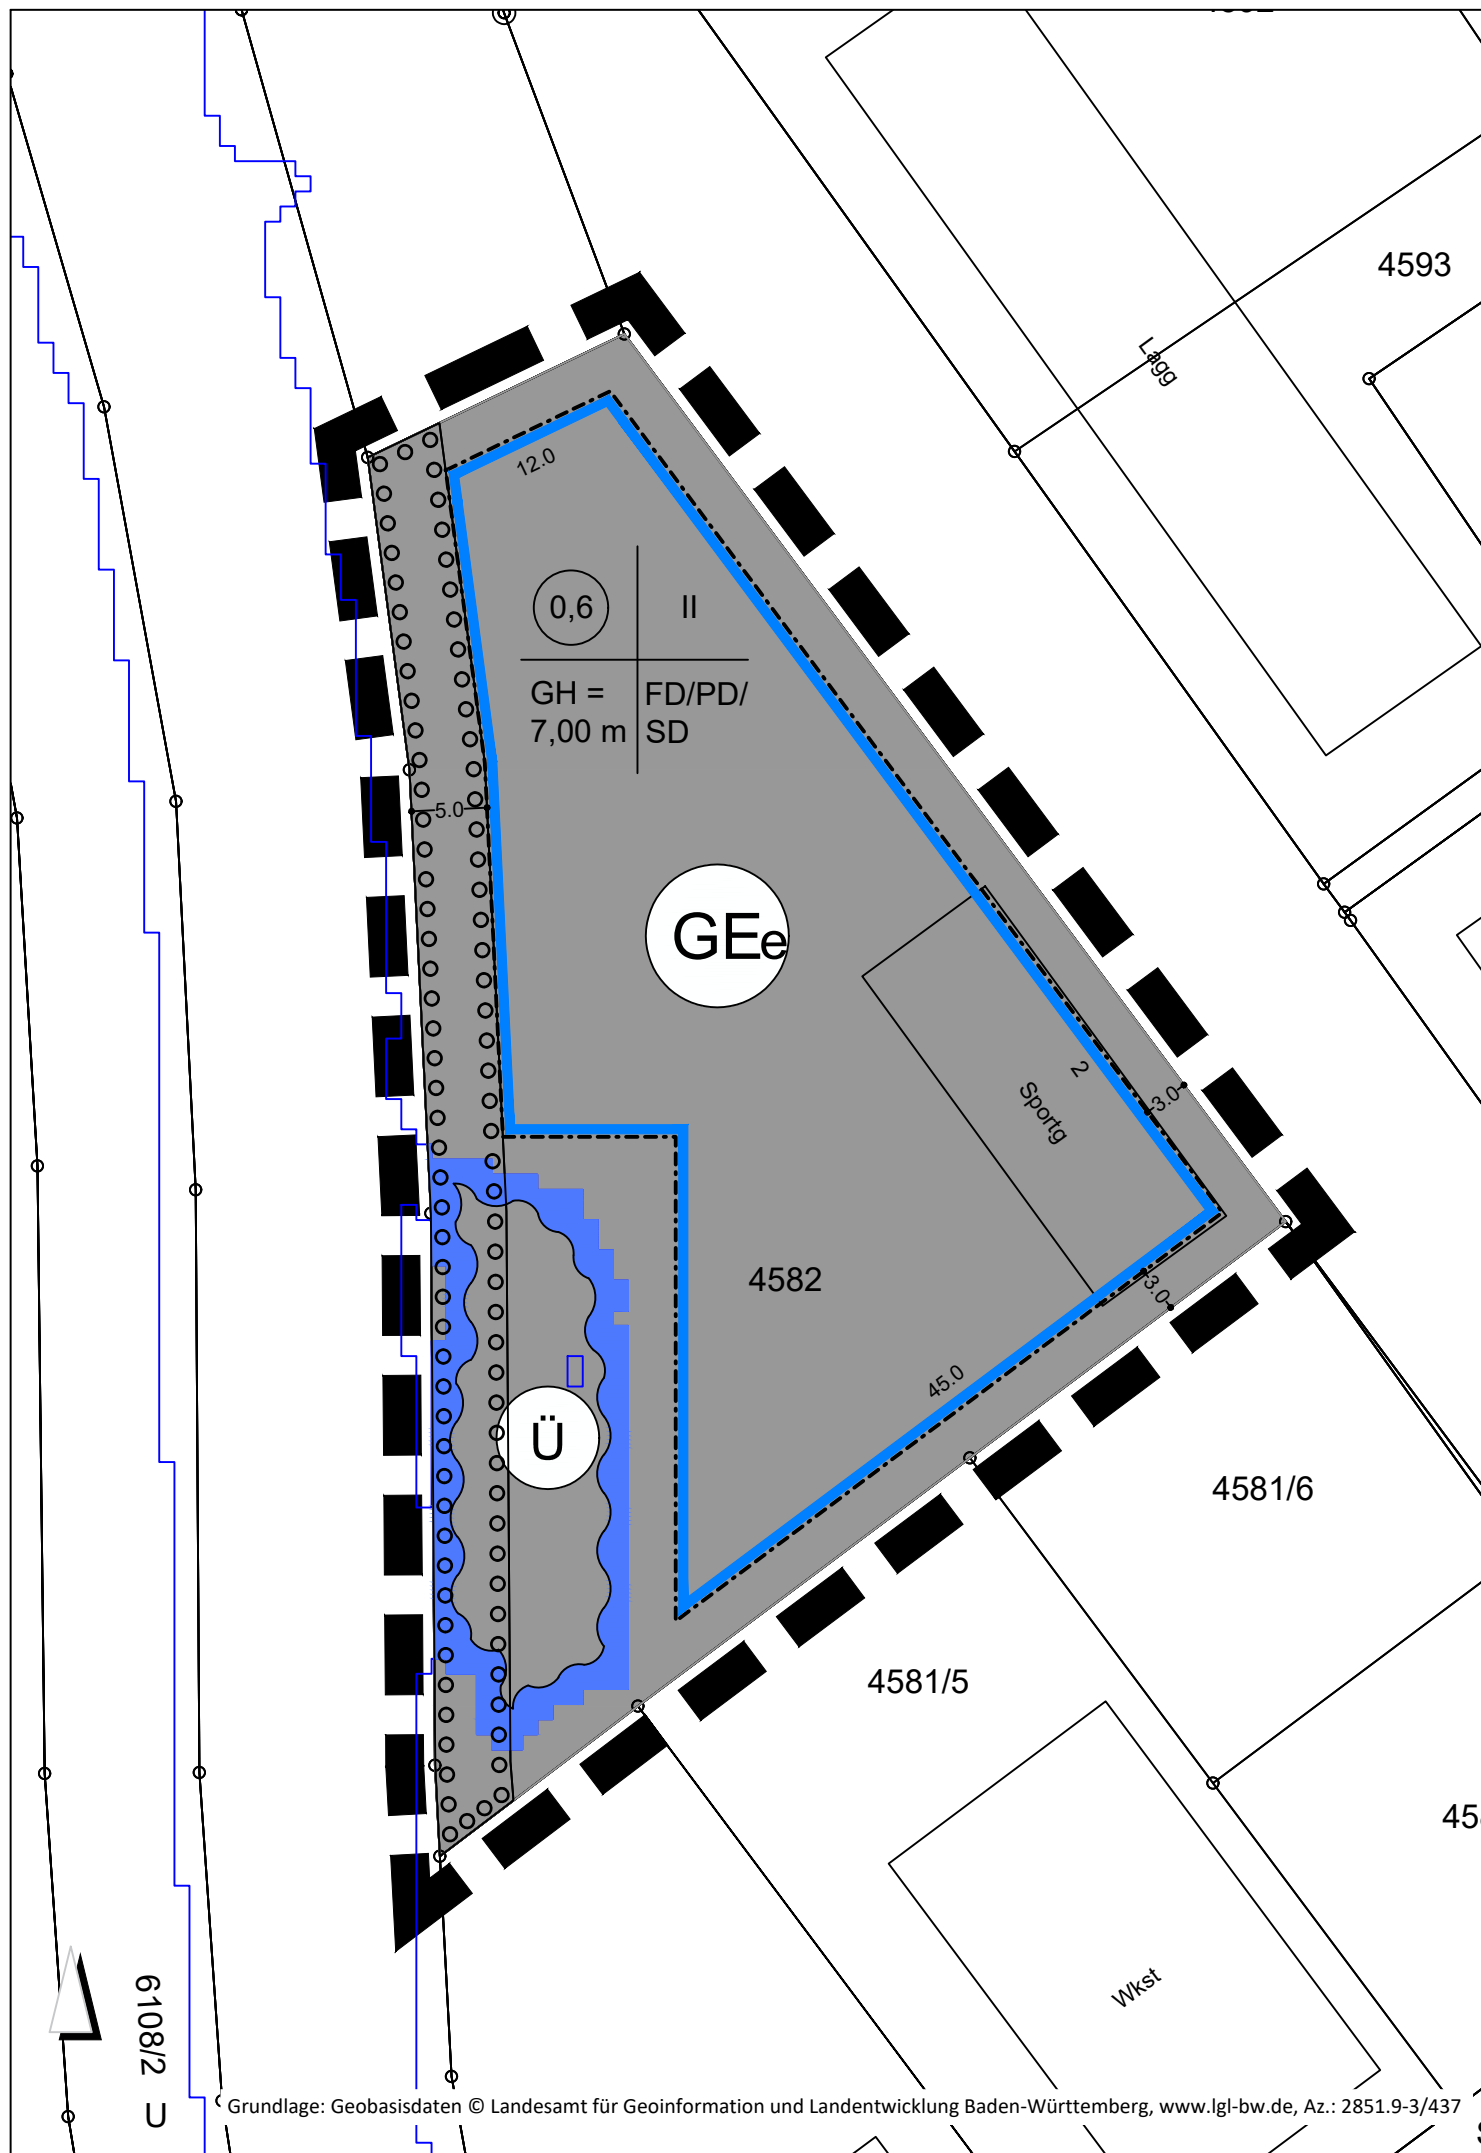 4593
Lagg
12.0
0,6
II
GH =
7,00 m
FD/PD/
SD
5.0
GEe
2
Sportg
3.0
3.0
4582
45.0
Ü
4581/6
4581/5
Wkst
6108/2
U
Grundlage: Geobasisdaten © Landesamt für Geoinformation und Landentwicklung Baden-Württemberg, www.lgl-bw.de, Az.: 2851.9-3/437